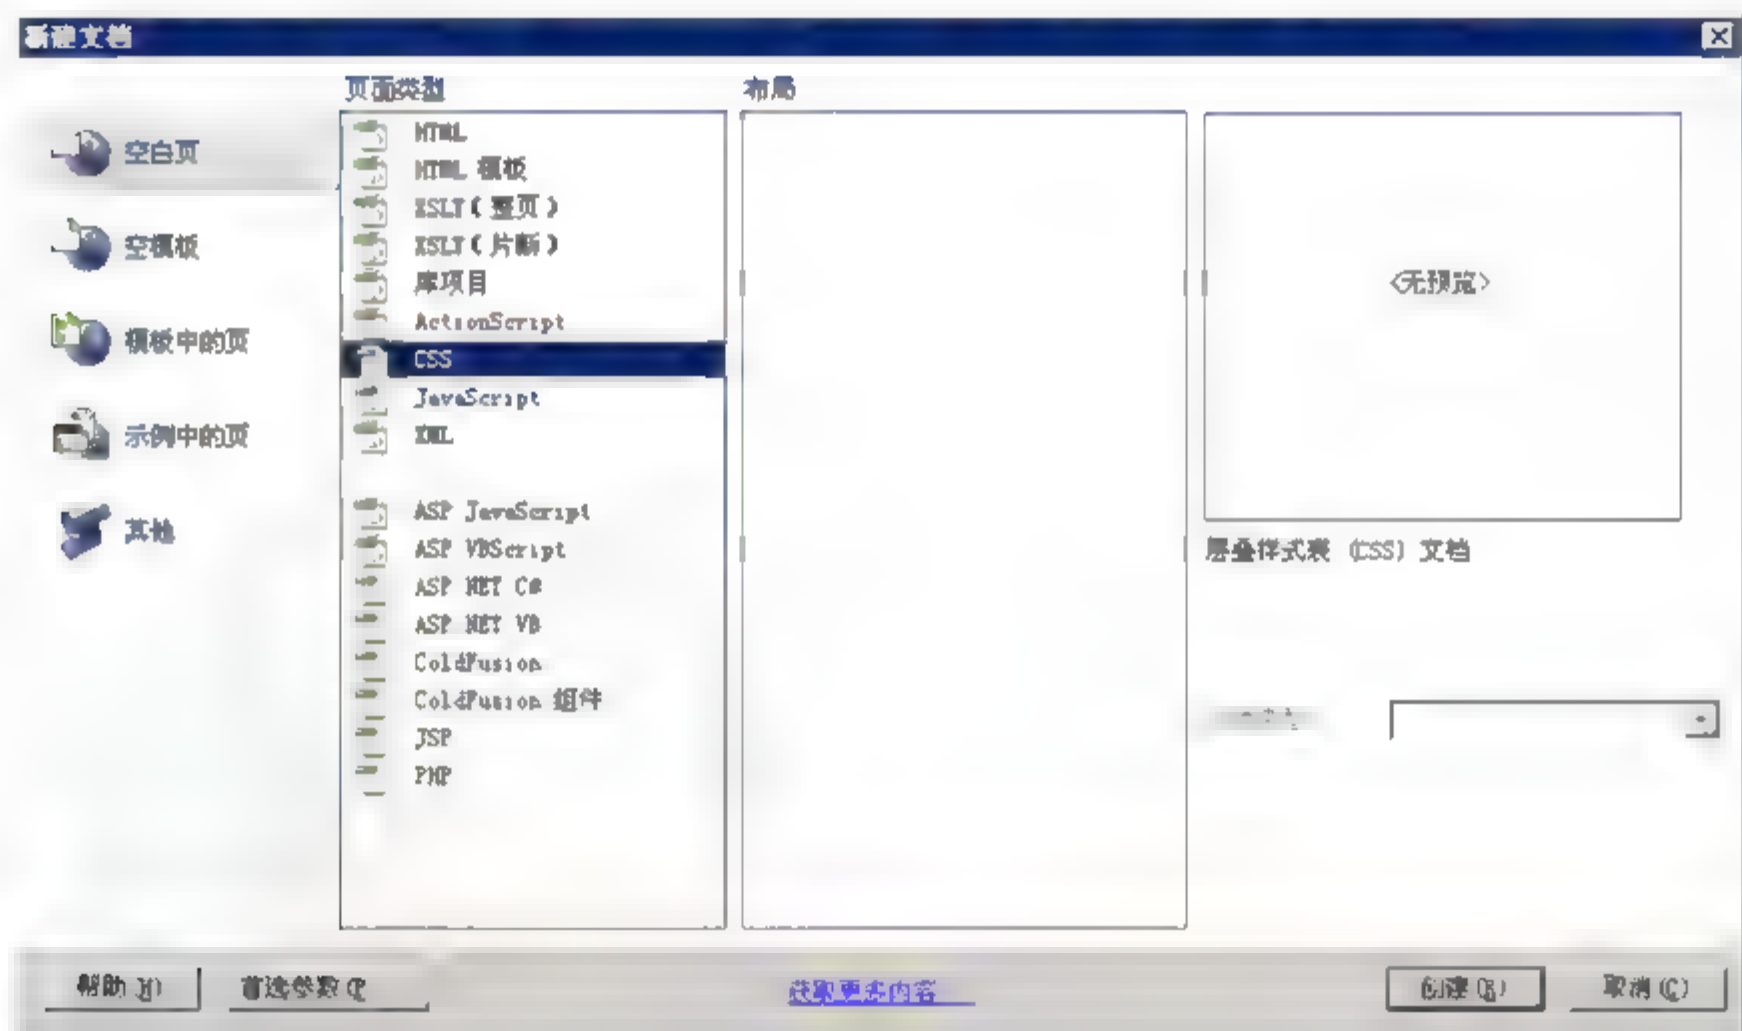 新建文档
页面类型
布局
空白页
空模板
模板中的页
示例中的页
其他
HTML
HTML 模板
XSLT(整页)
XSLT(片断)
库项目
ActionScript
CSS
JavaScript
XML
ASP JavaScript
ASP VBScript
ASP NET C#
ASP NET VB
ColdFusion
ColdFusion 组件
JSP
PHP
<无预览>
层叠样式表 (CSS) 文档
帮助(H)
首选参数(P
获取更多内容
创建(R)
取消(C)